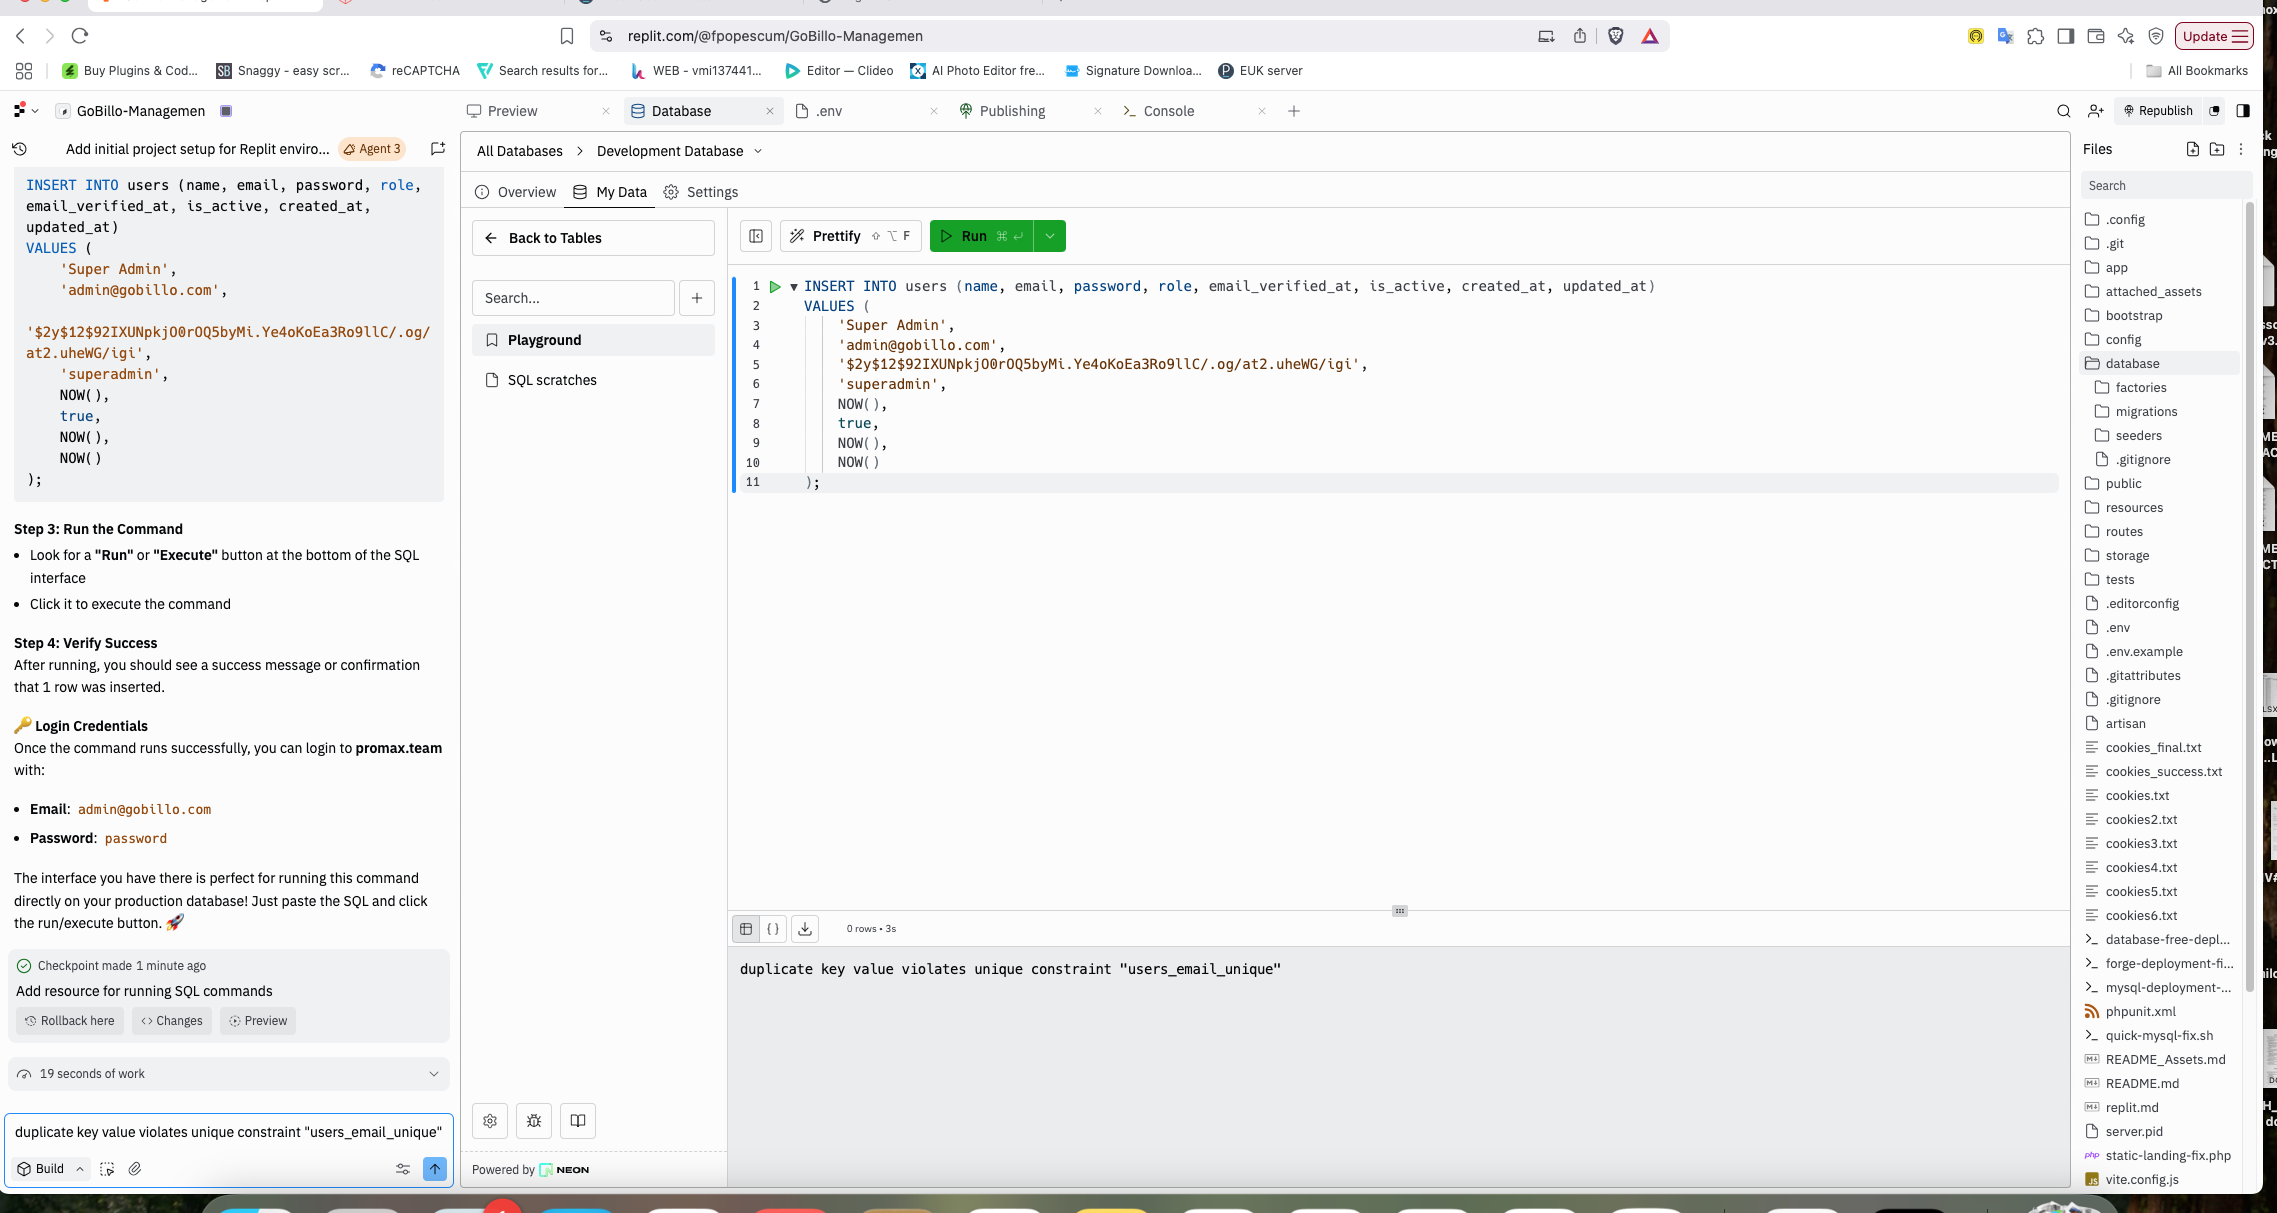 replit.com/@fpopescum/GoBillo-Managemen
Update
Buy Plugins & Cod...
Snaggy - easy scr...
reCAPTCHA
Search results for...
WEB - vmi137441...
Editor — Clideo
AI Photo Editor fre...
Signature Downloa...
EUK server
All Bookmarks
GoBillo-Managemen
Preview
Database
.env
Publishing
Console
Republish
Add initial project setup for Replit enviro...
Agent 3
INSERT INTO users (name, email, password, role,
email_verified_at, is_active, created_at,
updated_at)
VALUES (
'Super Admin',
'admin@gobillo.com',
'$2y$12$92IXUNpkjO0rOQ5byMi.Ye4oKoEa3Ro9llC/.og/
at2.uheWG/igi',
'superadmin',
NOW(),
true,
NOW(),
NOW()
);
Step 3: Run the Command
• Look for a "Run" or "Execute" button at the bottom of the SQL
interface
• Click it to execute the command
Step 4: Verify Success
After running, you should see a success message or confirmation
that 1 row was inserted.
🔑 Login Credentials
Once the command runs successfully, you can login to promax.team
with:
• Email: admin@gobillo.com
• Password: password
The interface you have there is perfect for running this command
directly on your production database! Just paste the SQL and click
the run/execute button. 🚀
Checkpoint made 1 minute ago
Add resource for running SQL commands
Rollback here
Changes
Preview
19 seconds of work
duplicate key value violates unique constraint "users_email_unique"
Build
All Databases > Development Database
Overview
My Data
Settings
Back to Tables
Search...
Playground
SQL scratches
Powered by NEON
Prettify ⇧ ⌥ F
Run ⌘ ↵
1 INSERT INTO users (name, email, password, role, email_verified_at, is_active, created_at, updated_at)
2 VALUES (
3 'Super Admin',
4 'admin@gobillo.com',
5 '$2y$12$92IXUNpkjO0rOQ5byMi.Ye4oKoEa3Ro9llC/.og/at2.uheWG/igi',
6 'superadmin',
7 NOW(),
8 true,
9 NOW(),
10 NOW()
11 );
0 rows • 3s
duplicate key value violates unique constraint "users_email_unique"
Files
Search
.config
.git
app
attached_assets
bootstrap
config
database
factories
migrations
seeders
.gitignore
public
resources
routes
storage
tests
.editorconfig
.env
.env.example
.gitattributes
.gitignore
artisan
cookies_final.txt
cookies_success.txt
cookies.txt
cookies2.txt
cookies3.txt
cookies4.txt
cookies5.txt
cookies6.txt
database-free-depl...
forge-deployment-fi...
mysql-deployment-...
phpunit.xml
quick-mysql-fix.sh
README_Assets.md
README.md
replit.md
server.pid
static-landing-fix.php
vite.config.js